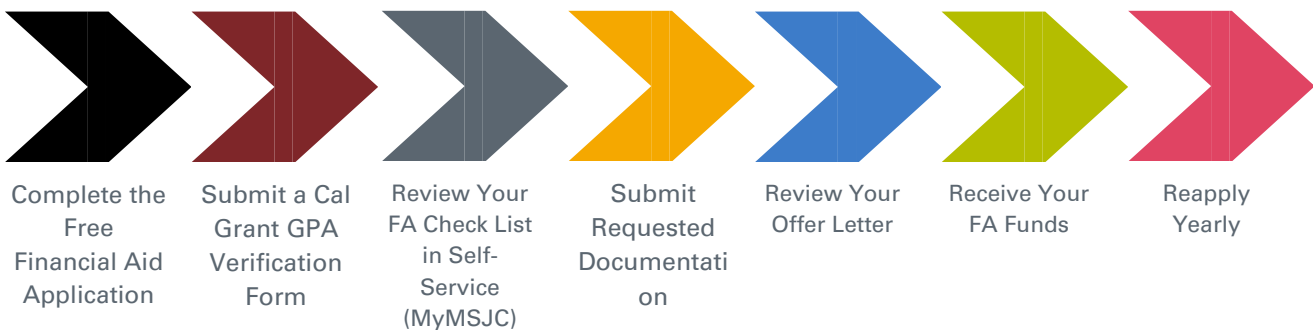 Complete the
Free
Financial Aid
Application
Submit a Cal
Grant GPA
Verification
Form
Review Your
FA Check List
in Self-
Service
(MyMSJC)
Submit
Requested
Documentati
on
Review Your
Offer Letter
Receive Your
FA Funds
Reapply
Yearly